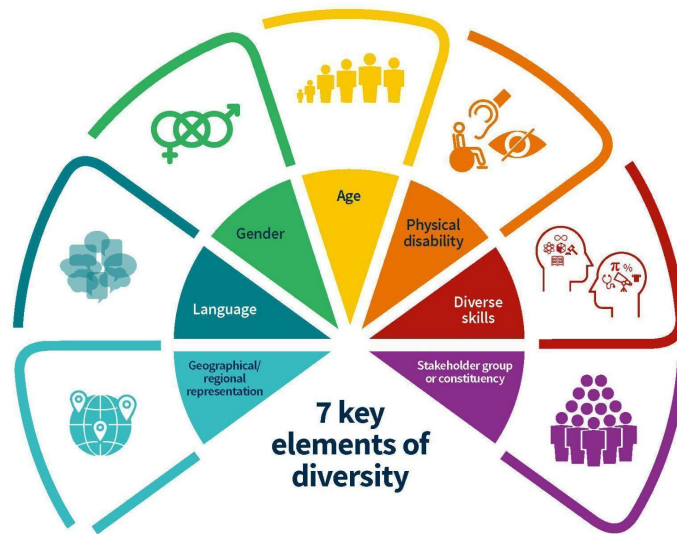 Age
Gender
Physical
disability
Language
Diverse
skills
Geographical/
regional
representation
Stakeholder group
or constituency
7 key
elements of
diversity
π %
∞